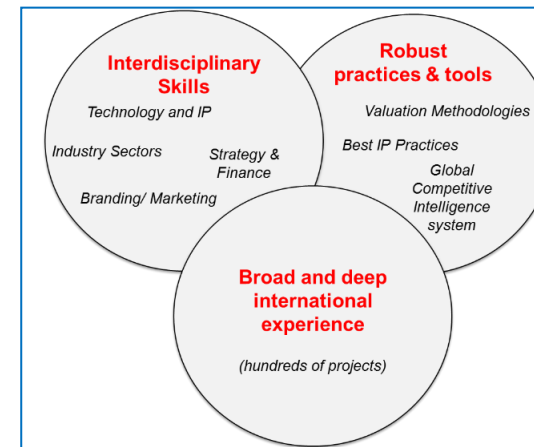 Interdisciplinary
Skills
Technology and IP
Industry Sectors
Strategy &
Finance
Branding/ Marketing
Robust
practices & tools
Valuation Methodologies
Best IP Practices
Global
Competitive
Intelligence
system
Broad and deep
international
experience
(hundreds of projects)